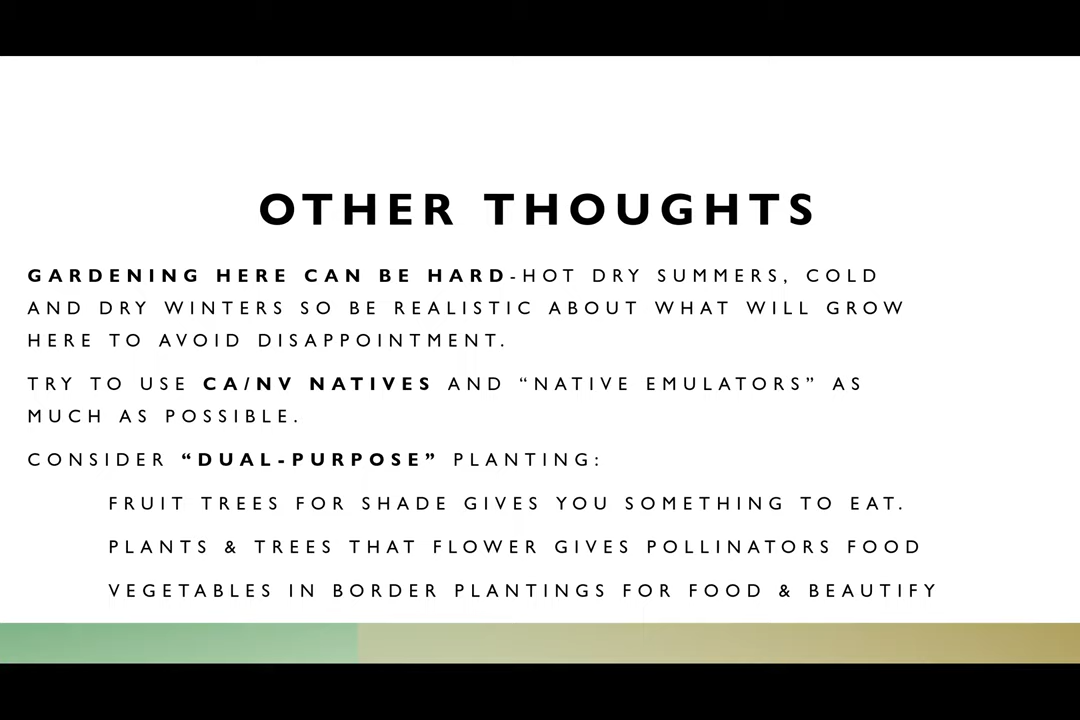 OTHER THOUGHTS
GARDENING HERE CAN BE HARD-HOT DRY SUMMERS, COLD
AND DRY WINTERS SO BE REALISTIC ABOUT WHAT WILL GROW
HERE TO AVOID DISAPPOINTMENT.
TRY TO USE CA/NV NATIVES AND “NATIVE EMULATORS” AS
MUCH AS POSSIBLE.
CONSIDER “DUAL-PURPOSE” PLANTING:
FRUIT TREES FOR SHADE GIVES YOU SOMETHING TO EAT.
PLANTS & TREES THAT FLOWER GIVES POLLINATORS FOOD
VEGETABLES IN BORDER PLANTINGS FOR FOOD & BEAUTIFY